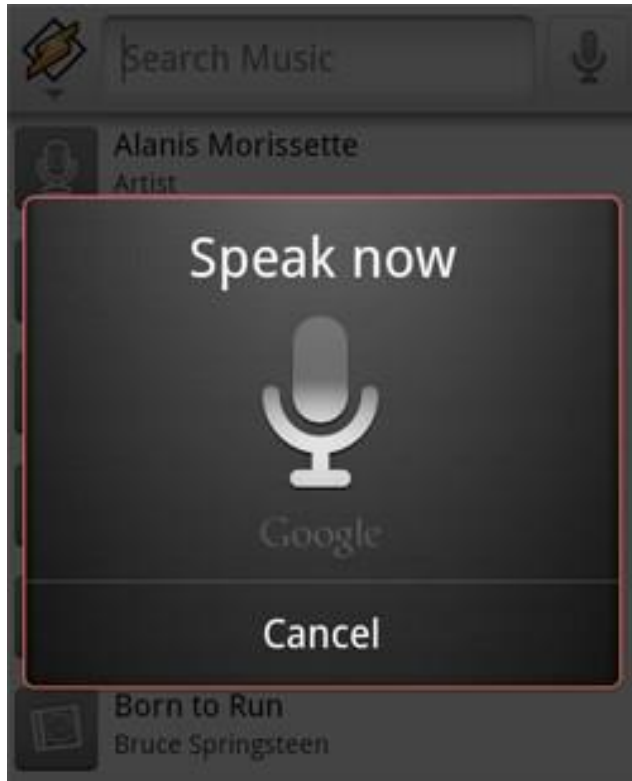 Search Music
Alanis Morissette
Artist
Speak now
Google
Cancel
Born to Run
Bruce Springsteen